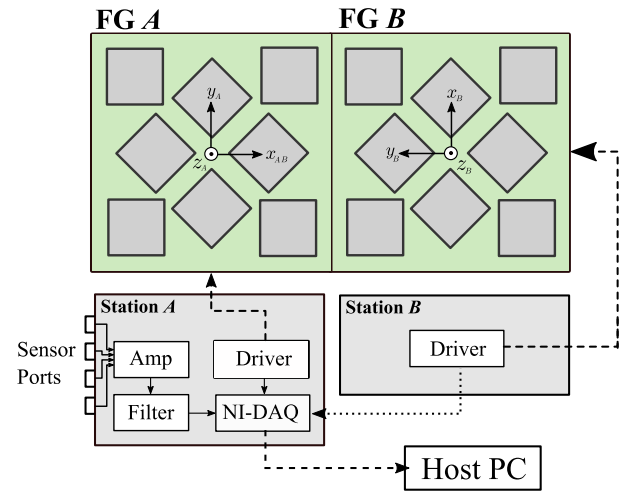 FG A
FG B
y_A
x_B
z_A
x_AB
y_B
z_B
Station A
Station B
Sensor
Ports
Amp
Driver
Driver
Filter
NI-DAQ
Host PC